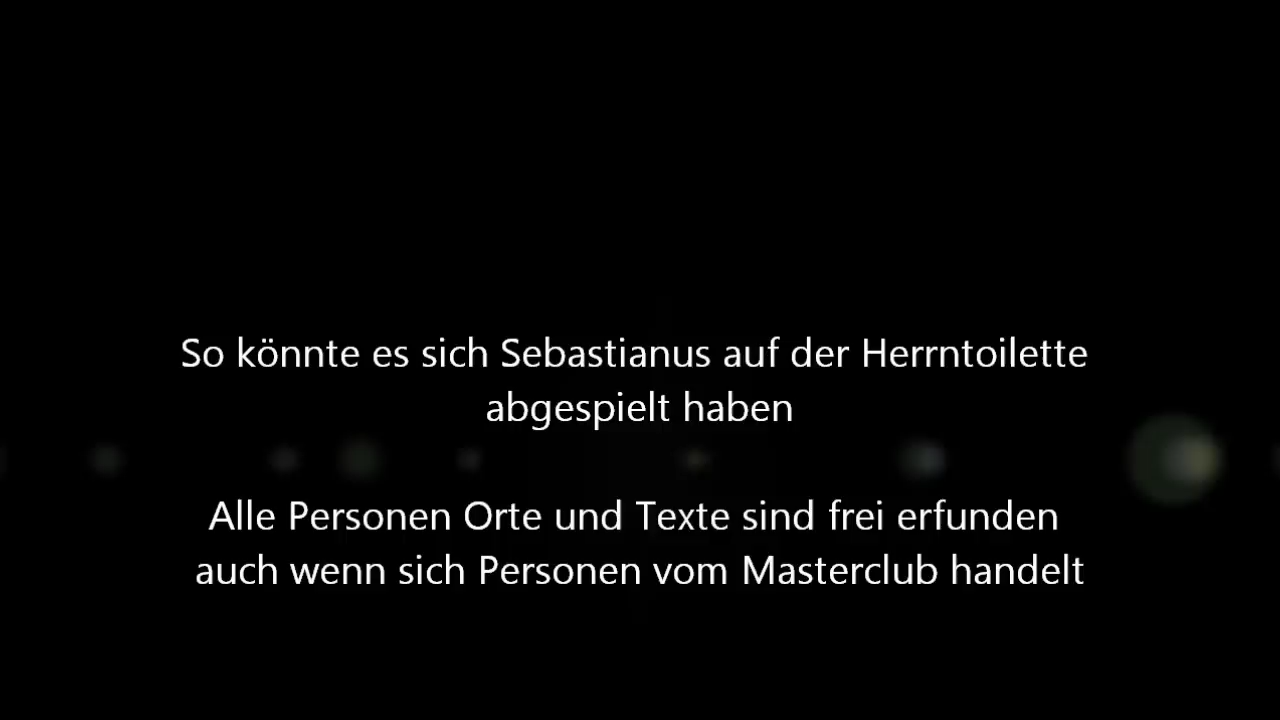 So könnte es sich Sebastianus auf der Herrntoilette
abgespielt haben
Alle Personen Orte und Texte sind frei erfunden
auch wenn sich Personen vom Masterclub handelt